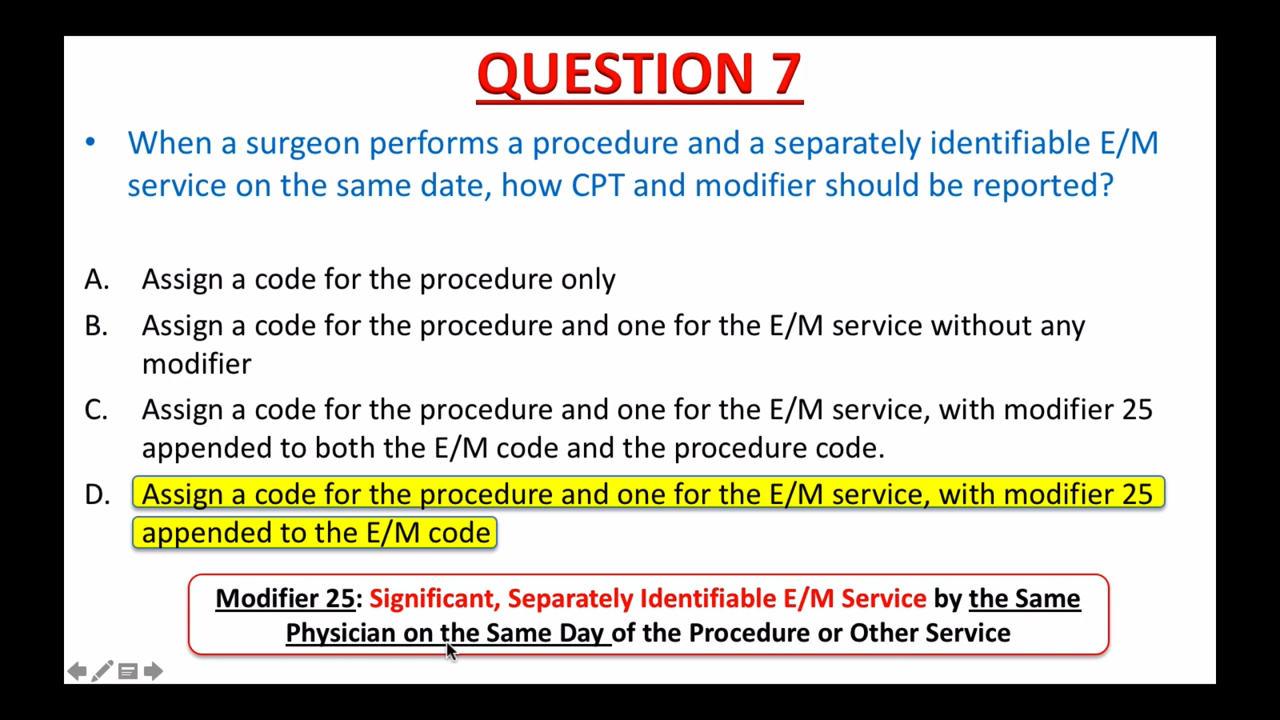 QUESTION 7
• When a surgeon performs a procedure and a separately identifiable E/M
service on the same date, how CPT and modifier should be reported?
A. Assign a code for the procedure only
B. Assign a code for the procedure and one for the E/M service without any
modifier
C. Assign a code for the procedure and one for the E/M service, with modifier 25
appended to both the E/M code and the procedure code.
D. Assign a code for the procedure and one for the E/M service, with modifier 25
appended to the E/M code
Modifier 25: Significant, Separately Identifiable E/M Service by the Same
Physician on the Same Day of the Procedure or Other Service